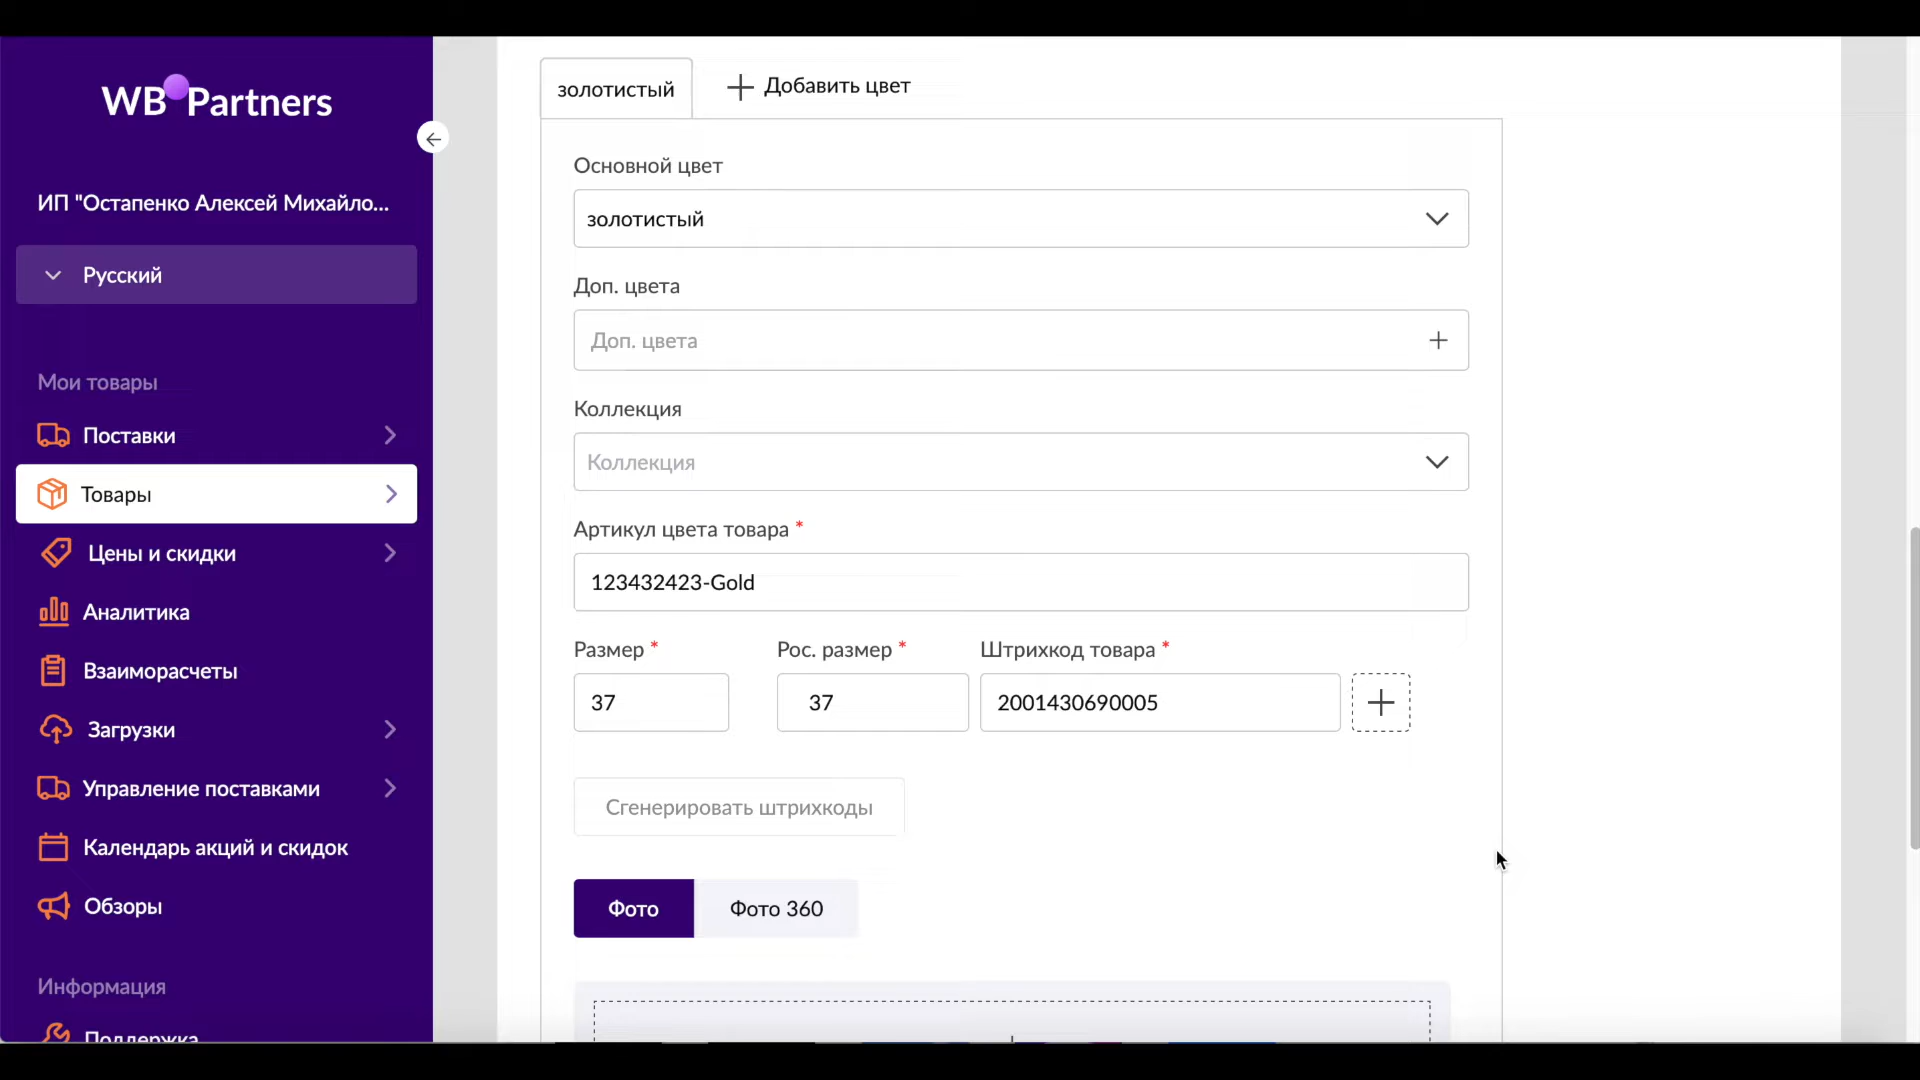 WB Partners
ИП "Остапенко Алексей Михайло...
Русский
Мои товары
Поставки
Товары
Цены и скидки
Аналитика
Взаиморасчеты
Загрузки
Управление поставками
Календарь акций и скидок
Обзоры
Информация
Поддержка
золотистый
Добавить цвет
Основной цвет
золотистый
Доп. цвета
Доп. цвета
Коллекция
Коллекция
Артикул цвета товара *
123432423-Gold
Размер * Рос. размер * Штрихкод товара *
37 37 2001430690005
Сгенерировать штрихкоды
Фото Фото 360